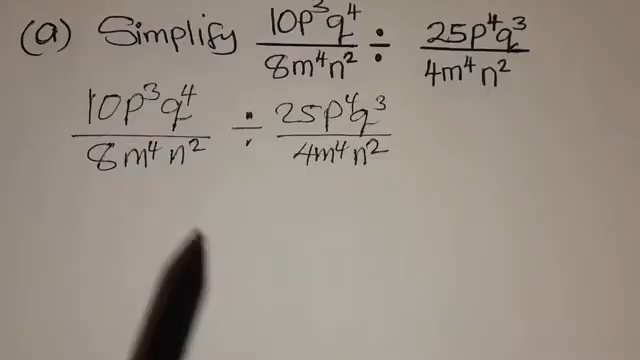 (a) Simplify 10p³q⁴/8m⁴n² ÷ 25p⁴q³/4m⁴n²
10p³q⁴/8m⁴n² ÷ 25p⁴q³/4m⁴n²